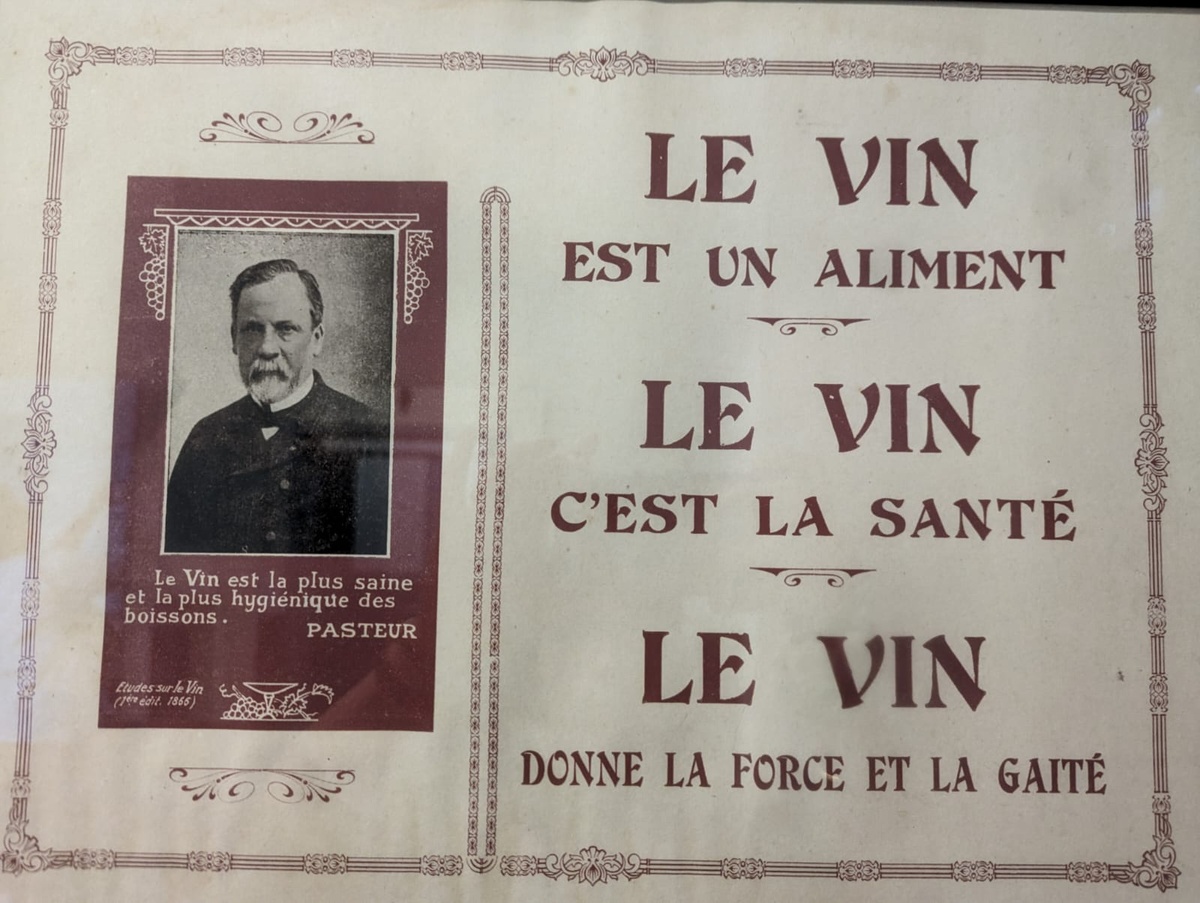 Le Vin est la plus saine
et la plus hygiénique des
boissons.
PASTEUR
Etudes sur le Vin
(1ère édit. 1866)
LE VIN
EST UN ALIMENT
LE VIN
C'EST LA SANTÉ
LE VIN
DONNE LA FORCE ET LA GAITÉ